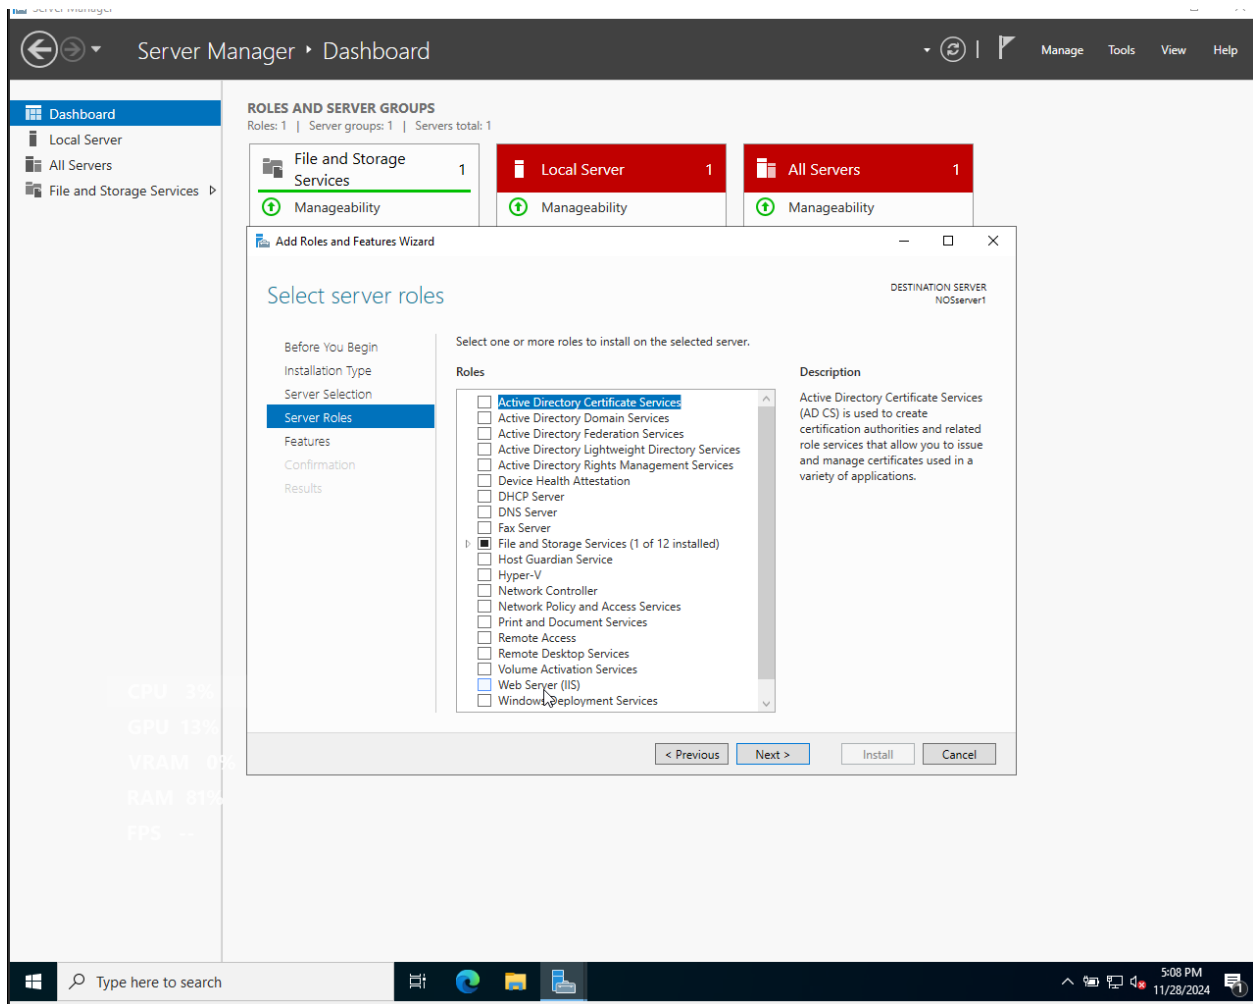 Server Manager
Server Manager • Dashboard
Manage Tools View Help
Dashboard
Local Server
All Servers
File and Storage Services
ROLES AND SERVER GROUPS
Roles: 1 | Server groups: 1 | Servers total: 1
File and Storage
Services
1
Manageability
Local Server 1
Manageability
All Servers 1
Manageability
Add Roles and Features Wizard
Select server roles
DESTINATION SERVER
NOSserver1
Before You Begin
Installation Type
Server Selection
Server Roles
Features
Confirmation
Results
Select one or more roles to install on the selected server.
Roles
Active Directory Certificate Services
Active Directory Domain Services
Active Directory Federation Services
Active Directory Lightweight Directory Services
Active Directory Rights Management Services
Device Health Attestation
DHCP Server
DNS Server
Fax Server
File and Storage Services (1 of 12 installed)
Host Guardian Service
Hyper-V
Network Controller
Network Policy and Access Services
Print and Document Services
Remote Access
Remote Desktop Services
Volume Activation Services
Web Server (IIS)
Windows Deployment Services
Description
Active Directory Certificate Services
(AD CS) is used to create
certification authorities and related
role services that allow you to issue
and manage certificates used in a
variety of applications.
< Previous Next > Install Cancel
CPU 3%
GPU 13%
VRAM 0%
RAM 81%
FPS --
Type here to search
5:08 PM
11/28/2024
1